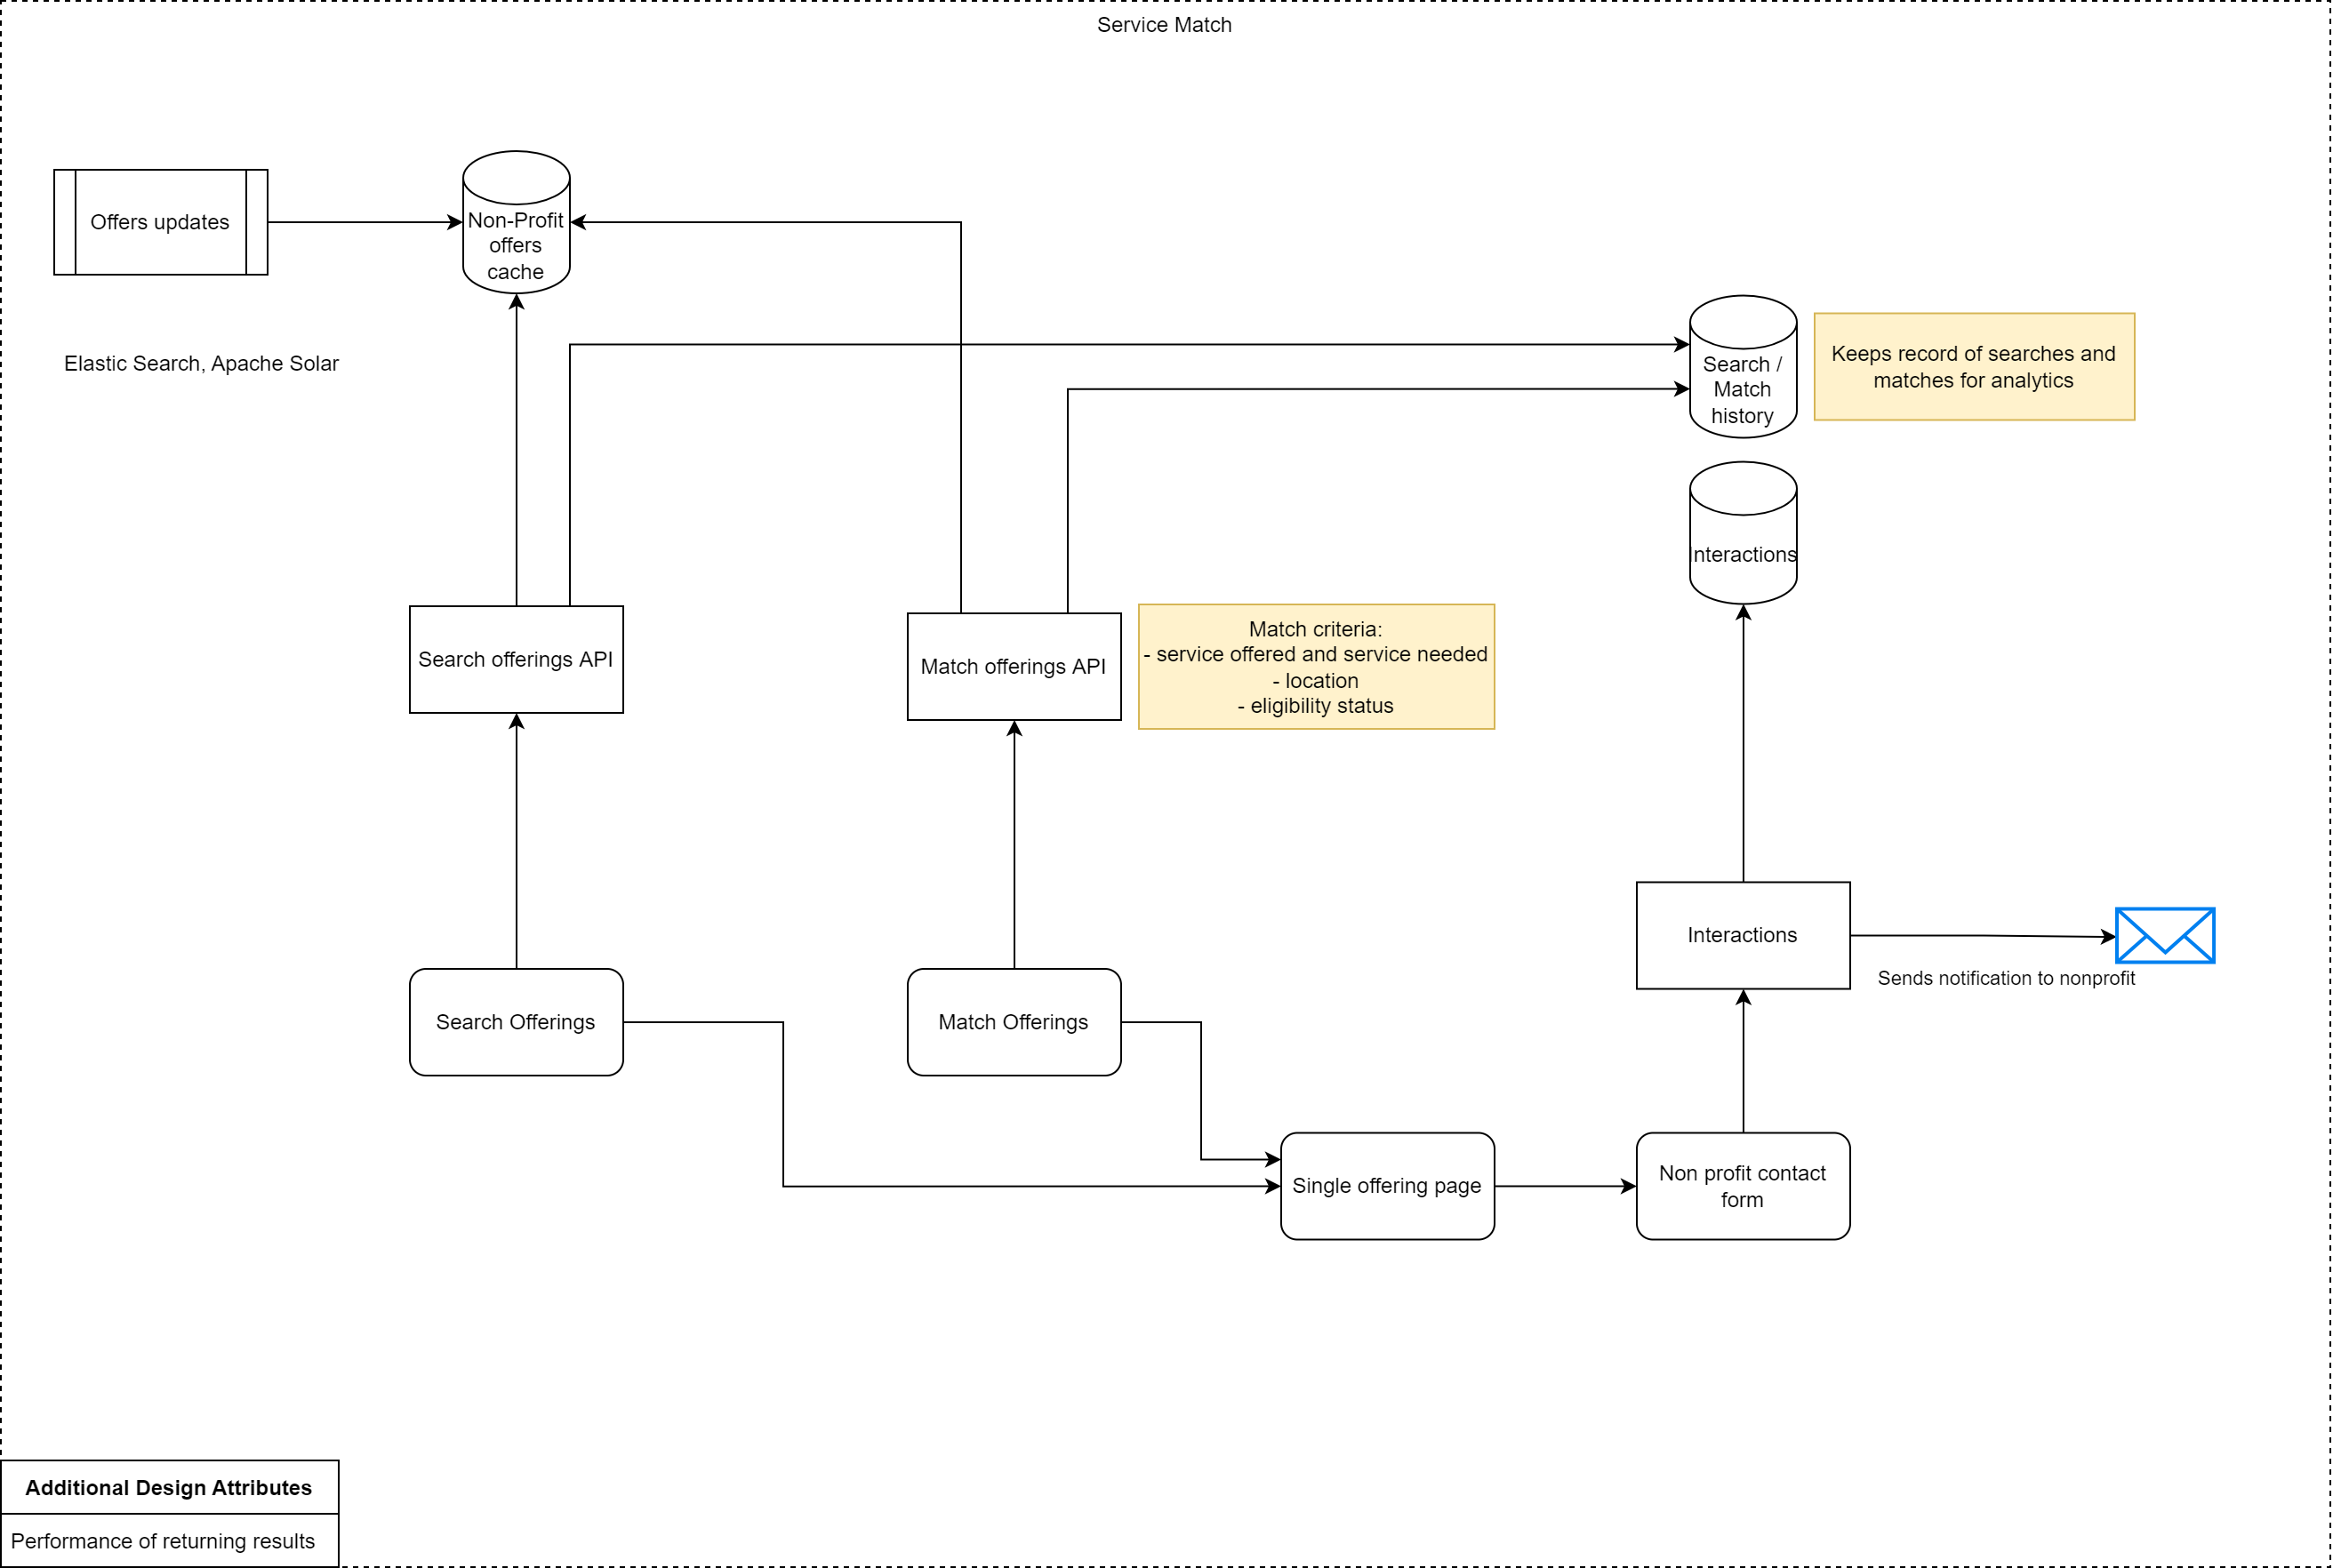 Service Match
Offers updates
Non-Profit
offers
cache
Elastic Search, Apache Solar
Search /
Match
history
Keeps record of searches and
matches for analytics
Interactions
Search offerings API
Match offerings API
Match criteria:
- service offered and service needed
- location
- eligibility status
Interactions
Sends notification to nonprofit
Search Offerings
Match Offerings
Single offering page
Non profit contact
form
Additional Design Attributes
Performance of returning results